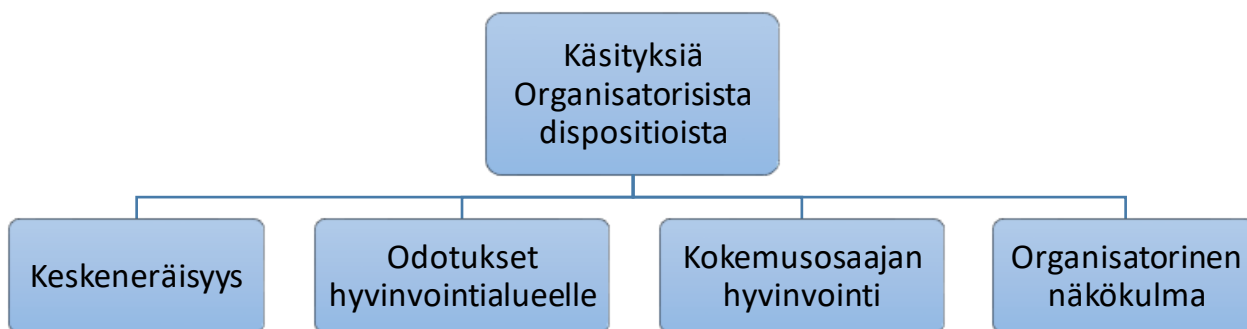 Käsityksiä
Organisatorisista
dispositioista
Keskeneräisyys
Odotukset
hyvinvointialueelle
Kokemusosaajan
hyvinvointi
Organisatorinen
näkökulma